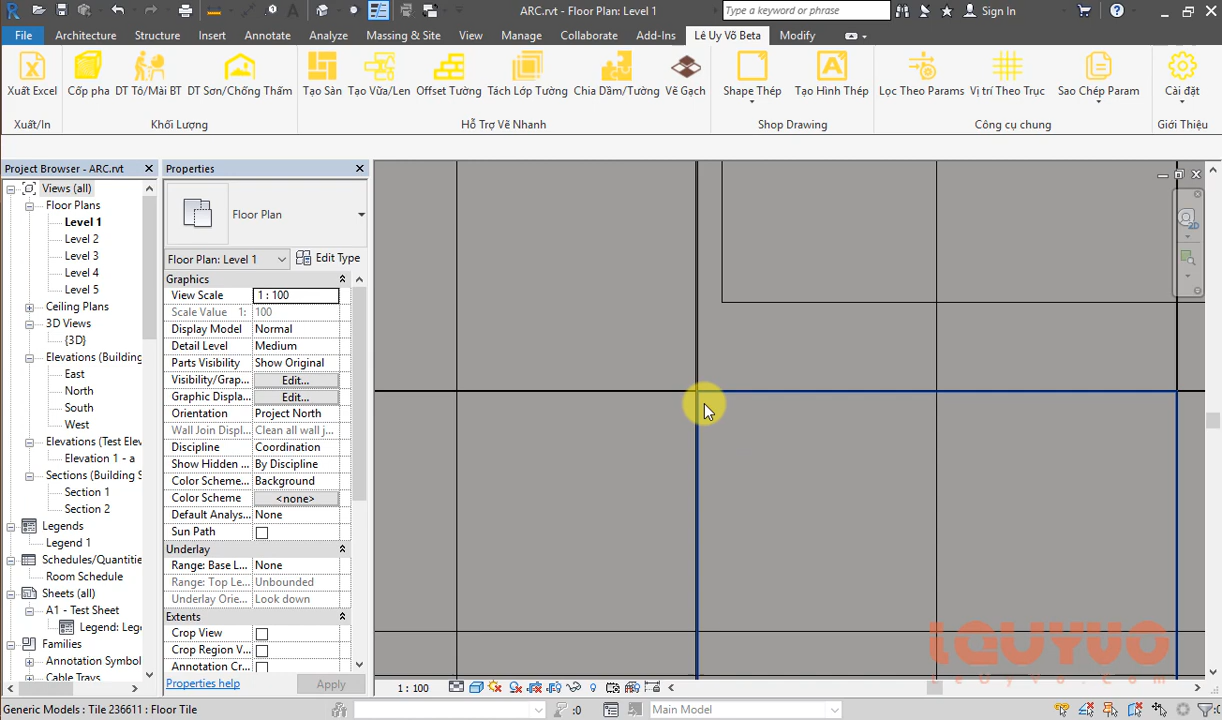 ARC.rvt - Floor Plan: Level 1
Type a keyword or phrase
Sign In
File
Architecture
Structure
Insert
Annotate
Analyze
Massing & Site
View
Manage
Collaborate
Add-Ins
Lê Uy Võ Beta
Modify
Xuất Excel
Cốp pha
DT Tô/Mài BT
DT Sơn/Chống Thấm
Tạo Sàn
Tạo Vữa/Len
Offset Tường
Tách Lớp Tường
Chia Dầm/Tường
Vẽ Gạch
Shape Thép
Tạo Hình Thép
Lọc Theo Params
Vị trí Theo Trục
Sao Chép Param
Cài đặt
Xuất/In
Khối Lượng
Hỗ Trợ Vẽ Nhanh
Shop Drawing
Công cụ chung
Giới Thiệu
Project Browser - ARC.rvt
Views (all)
Floor Plans
Level 1
Level 2
Level 3
Level 4
Level 5
Ceiling Plans
3D Views
{3D}
Elevations (Building
East
North
South
West
Elevations (Test Elev
Elevation 1 - a
Sections (Building S
Section 1
Section 2
Legends
Legend 1
Schedules/Quantitie
Room Schedule
Sheets (all)
A1 - Test Sheet
Legend: Leg
Families
Annotation Symbol
Cable Trays
Properties
Floor Plan
Floor Plan: Level 1
Edit Type
Graphics
View Scale 1 : 100
Scale Value 1: 100
Display Model Normal
Detail Level Medium
Parts Visibility Show Original
Visibility/Grap... Edit...
Graphic Displa... Edit...
Orientation Project North
Wall Join Displ... Clean all wall j...
Discipline Coordination
Show Hidden ... By Discipline
Color Scheme... Background
Color Scheme <none>
Default Analys... None
Sun Path
Underlay
Range: Base L... None
Range: Top Le... Unbounded
Underlay Orie... Look down
Extents
Crop View
Crop Region V...
Annotation Cr...
Properties help
Apply
2D
1 : 100
LEUYVO
Generic Models : Tile 236611 : Floor Tile
:0
Main Model
:0